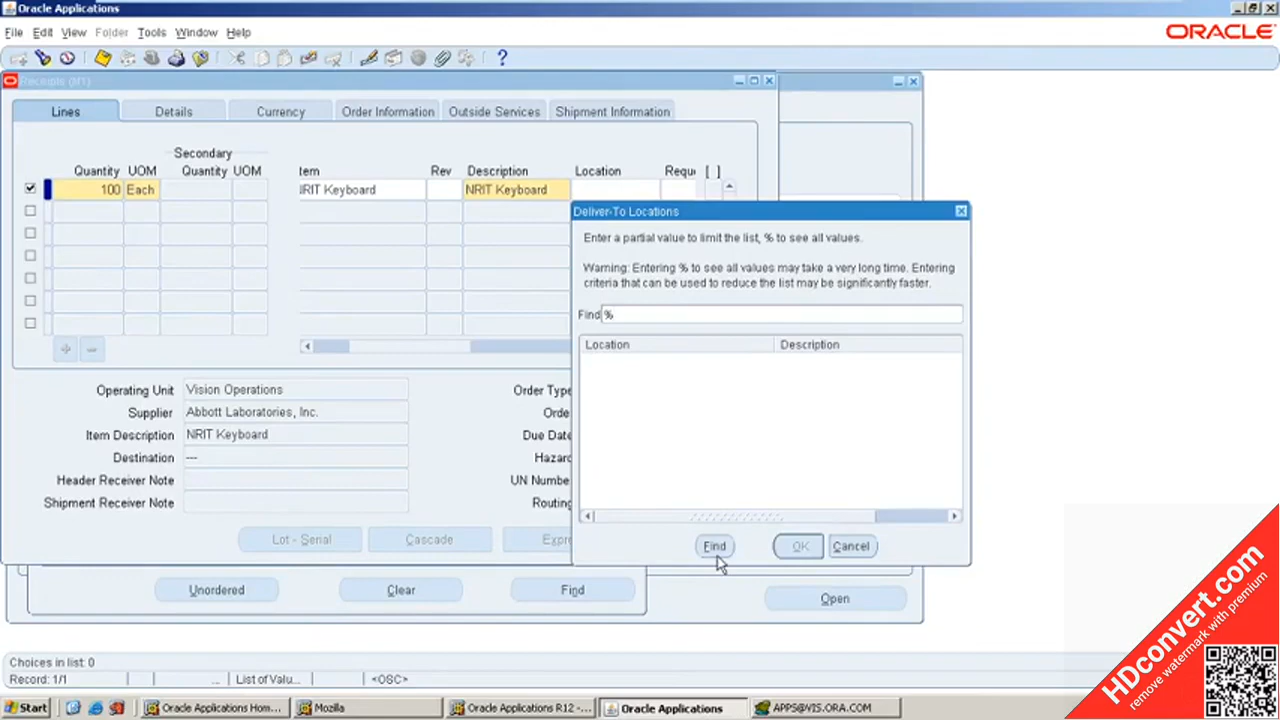 Oracle Applications
File Edit View Folder Tools Window Help
ORACLE
Receipts (M1)
Lines Details Currency Order Information Outside Services Shipment Information
Secondary
Quantity UOM Quantity UOM Item Rev Description Location Requ [ ]
100 Each IRIT Keyboard NRIT Keyboard
Deliver-To Locations
Enter a partial value to limit the list, % to see all values.
Warning: Entering % to see all values may take a very long time. Entering
criteria that can be used to reduce the list may be significantly faster.
Find %
Location Description
Operating Unit Vision Operations Order Type
Supplier Abbott Laboratories, Inc. Orde
Item Description NRIT Keyboard Due Date
Destination --- Hazar
Header Receiver Note UN Numbe
Shipment Receiver Note Routing
Lot - Serial Cascade Expre
Find OK Cancel
Unordered Clear Find Open
Choices in list: 0
Record: 1/1 ... List of Valu... <OSC>
Start Oracle Applications Hom... Mozilla Oracle Applications R12 -... Oracle Applications APPS@VIS.ORA.COM
HDconvert.com
remove watermark with premium